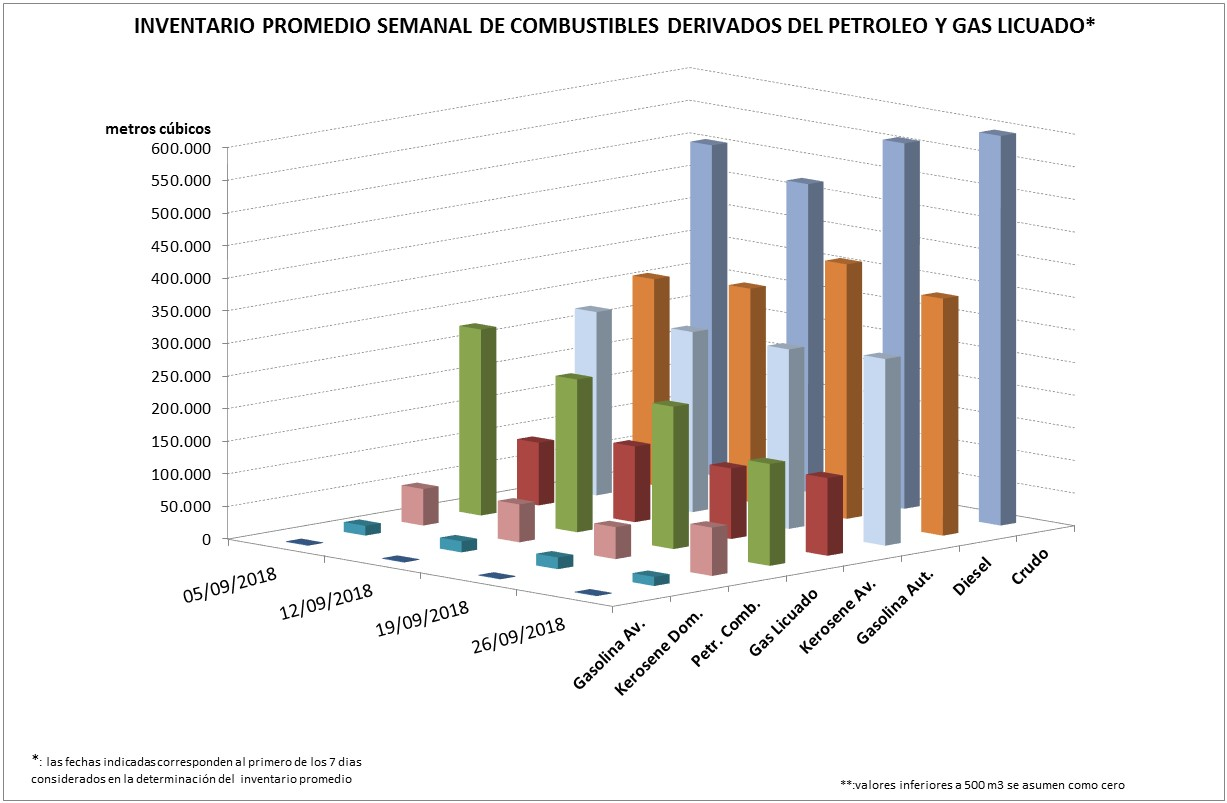 INVENTARIO PROMEDIO SEMANAL DE COMBUSTIBLES DERIVADOS DEL PETROLEO Y GAS LICUADO*
metros cúbicos
600.000
550.000
500.000
450.000
400.000
350.000
300.000
250.000
200.000
150.000
100.000
50.000
0
05/09/2018
12/09/2018
19/09/2018
26/09/2018
Gasolina Av.
Kerosene Dom.
Petr. Comb.
Gas Licuado
Kerosene Av.
Gasolina Aut.
Diesel
Crudo
*: las fechas indicadas corresponden al primero de los 7 dias
considerados en la determinación del inventario promedio
**:valores inferiores a 500 m3 se asumen como cero